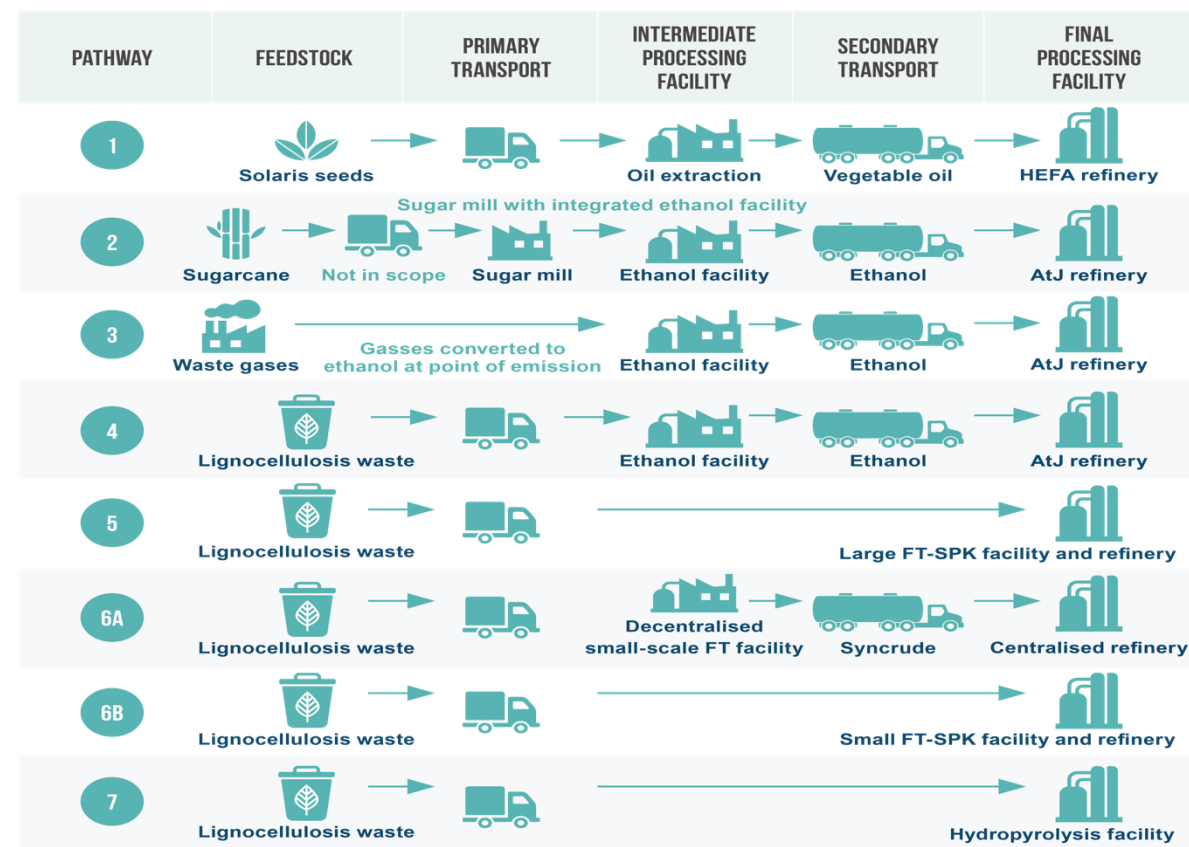 PATHWAY
FEEDSTOCK
PRIMARY
TRANSPORT
INTERMEDIATE
PROCESSING
FACILITY
SECONDARY
TRANSPORT
FINAL
PROCESSING
FACILITY
1
Solaris seeds
Oil extraction
Vegetable oil
HEFA refinery
Sugar mill with integrated ethanol facility
2
Sugarcane
Not in scope
Sugar mill
Ethanol facility
Ethanol
AtJ refinery
3
Waste gases
Gasses converted to
ethanol at point of emission
Ethanol facility
Ethanol
AtJ refinery
4
Lignocellulosis waste
Ethanol facility
Ethanol
AtJ refinery
5
Lignocellulosis waste
Large FT-SPK facility and refinery
6A
Lignocellulosis waste
Decentralised
small-scale FT facility
Syncrude
Centralised refinery
6B
Lignocellulosis waste
Small FT-SPK facility and refinery
7
Lignocellulosis waste
Hydropyrolysis facility